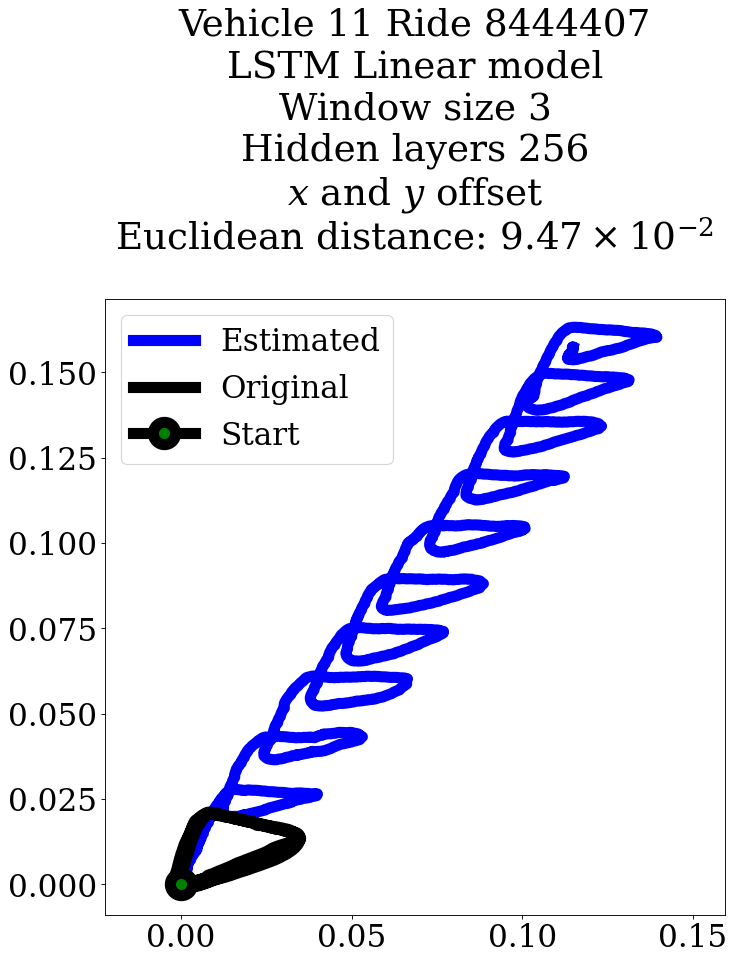 Vehicle 11 Ride 8444407
LSTM Linear model
Window size 3
Hidden layers 256
x and y offset
Euclidean distance: 9.47 × 10⁻²
Estimated
Original
Start
0.150
0.125
0.100
0.075
0.050
0.025
0.000
0.00 0.05 0.10 0.15